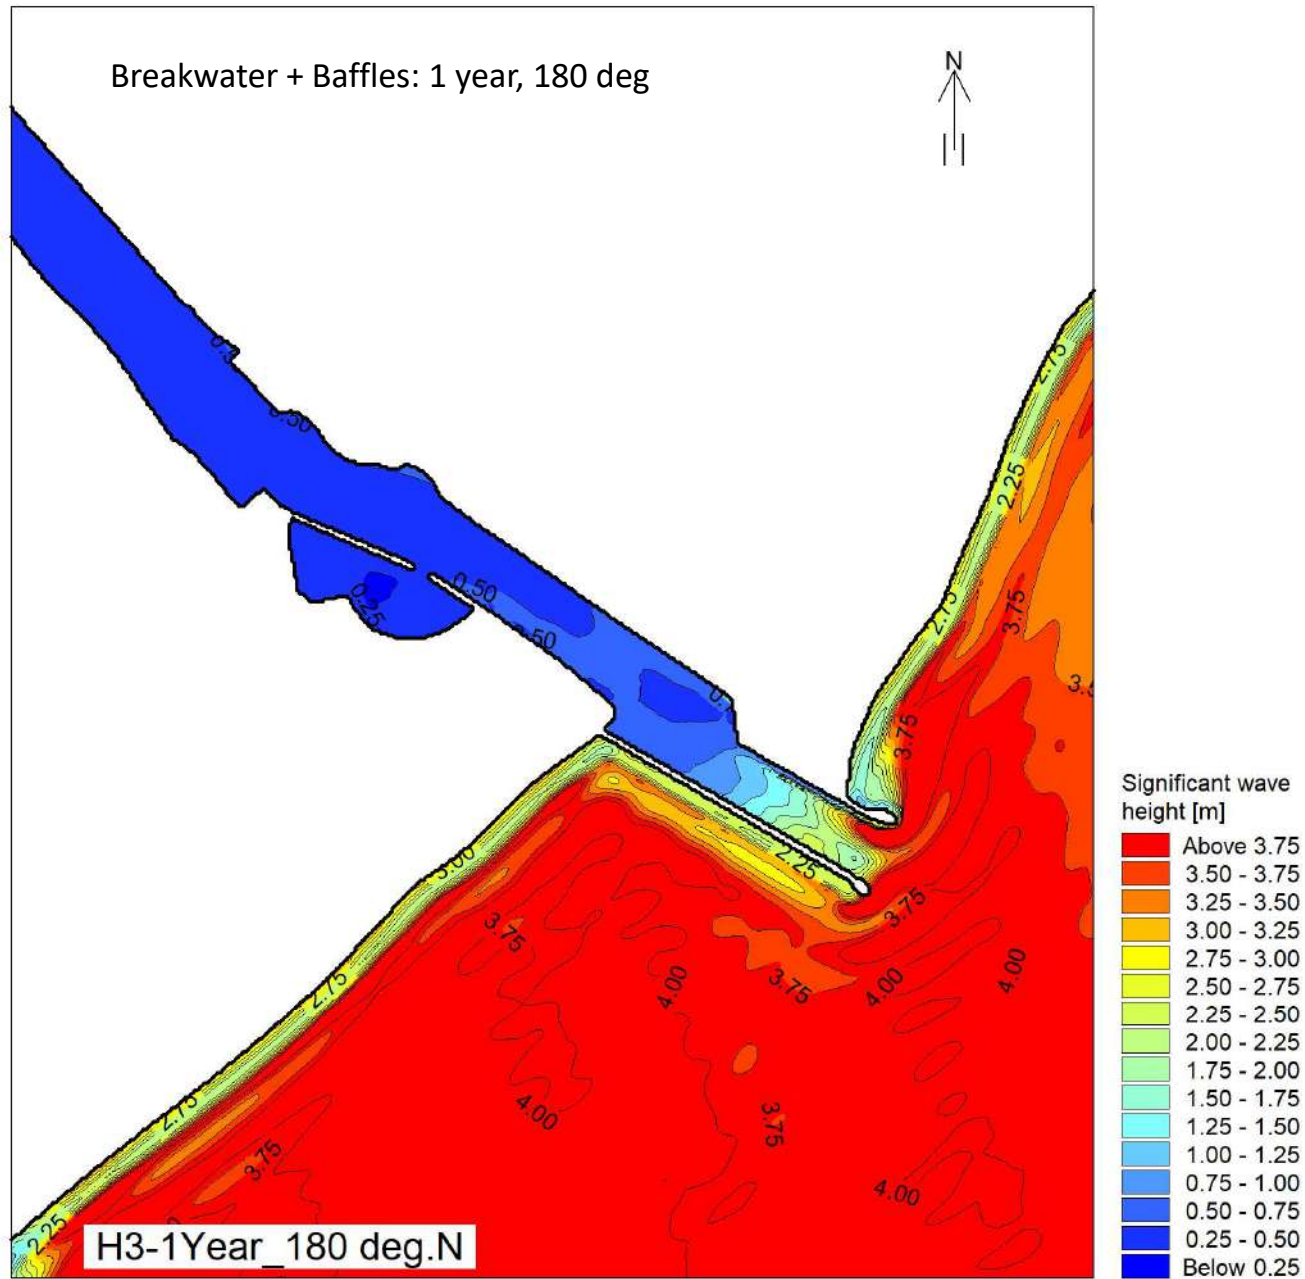 Breakwater + Baffles: 1 year, 180 deg
N
2.75
0.50
2.25
0.25
0.50
0.50
2.75
3.75
3.75
2.25
3.00
3.75
3.75
2.75
4.00
3.75
4.00
4.00
2.75
4.00
3.75
3.75
4.00
2.25
H3-1Year_180 deg.N
Significant wave
height [m]
Above 3.75
3.50 - 3.75
3.25 - 3.50
3.00 - 3.25
2.75 - 3.00
2.50 - 2.75
2.25 - 2.50
2.00 - 2.25
1.75 - 2.00
1.50 - 1.75
1.25 - 1.50
1.00 - 1.25
0.75 - 1.00
0.50 - 0.75
0.25 - 0.50
Below 0.25